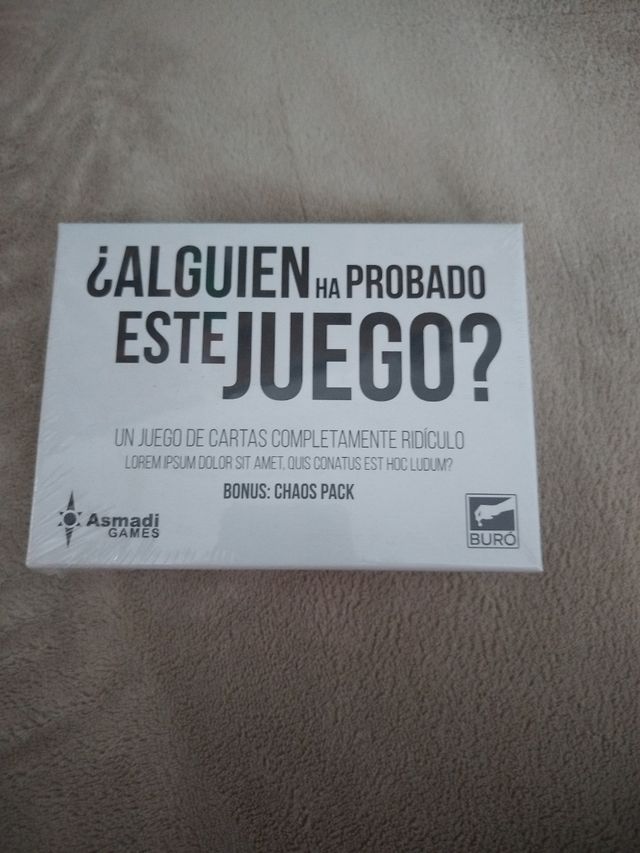 ¿ALGUIEN HA PROBADO
ESTE JUEGO?
UN JUEGO DE CARTAS COMPLETAMENTE RIDÍCULO
LOREM IPSUM DOLOR SIT AMET, QUIS CONATUS EST HOC LUDUM?
BONUS: CHAOS PACK
Asmadi
GAMES
BURÓ